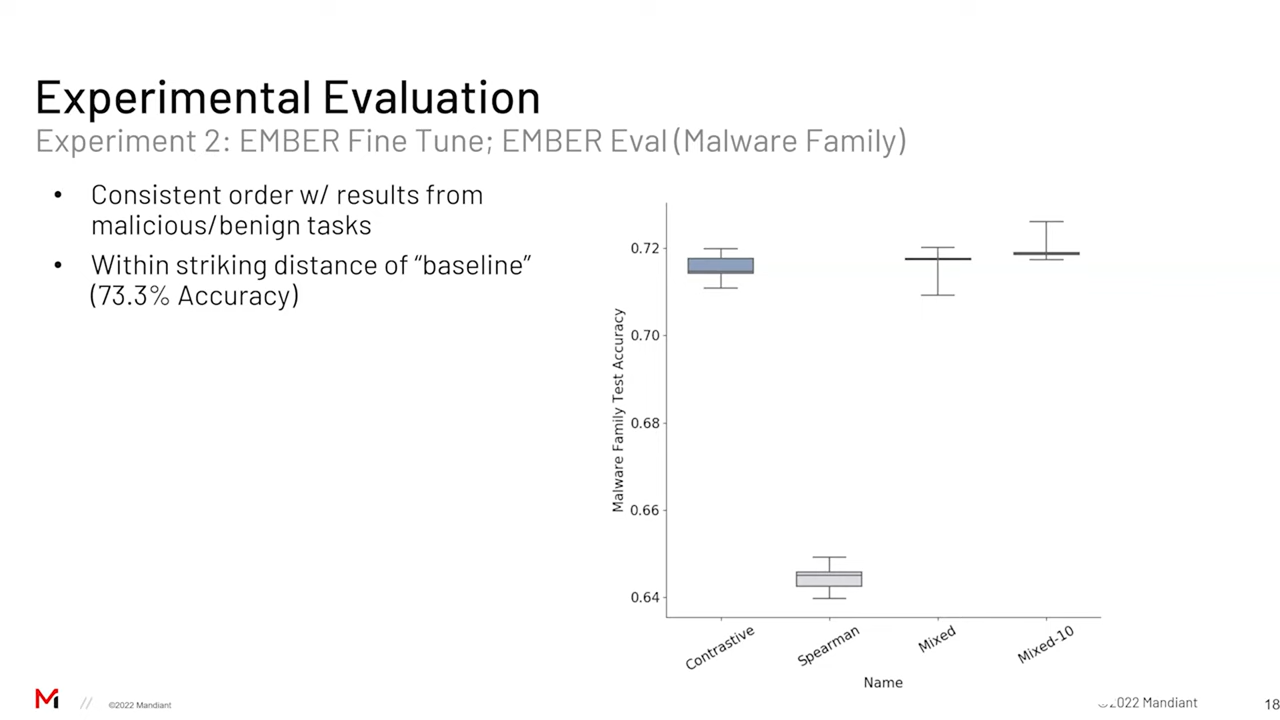 Experimental Evaluation
Experiment 2: EMBER Fine Tune; EMBER Eval (Malware Family)
• Consistent order w/ results from
malicious/benign tasks
• Within striking distance of “baseline”
(73.3% Accuracy)
Malware Family Test Accuracy
0.72
0.70
0.68
0.66
0.64
Contrastive
Spearman
Mixed
Mixed-10
Name
M
//
©2022 Mandiant
©2022 Mandiant
18